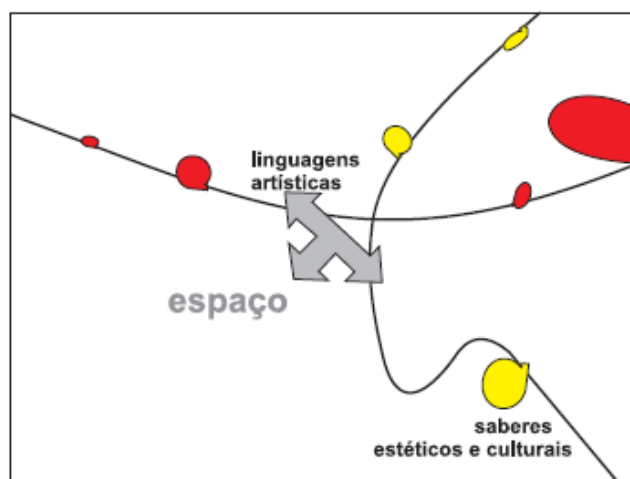 linguagens
artísticas
espaço
saberes
estéticos e culturais